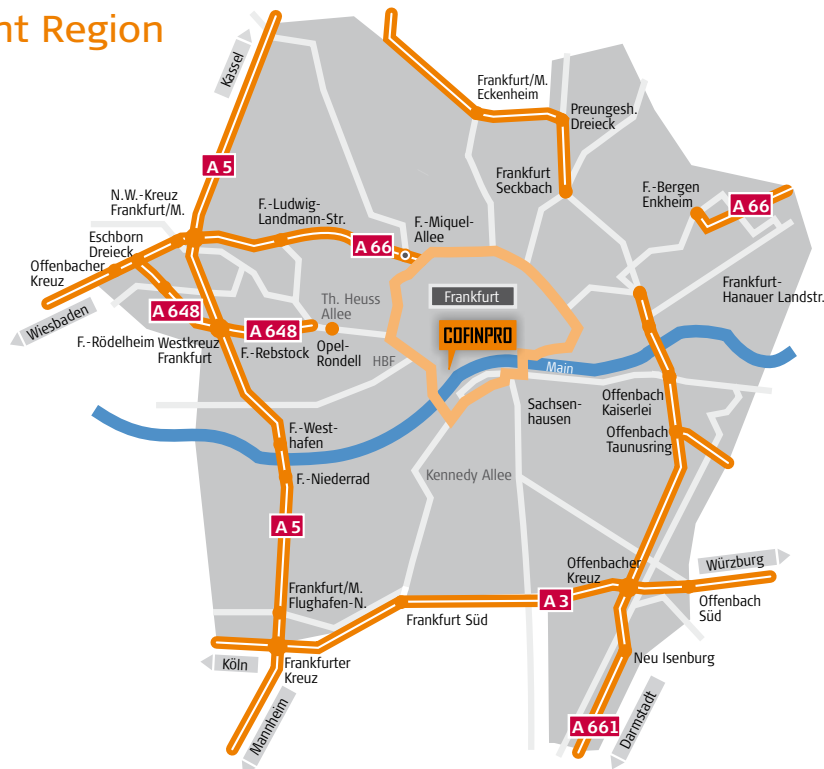 nt Region
Kassel
Frankfurt/M.
Eckenheim
Preungesh.
Dreieck
A 5
Frankfurt
Seckbach
N.W.-Kreuz
Frankfurt/M.
F.-Ludwig-
Landmann-Str.
F.-Miquel-
Allee
F.-Bergen
Enkheim
A 66
A 66
Eschborn
Dreieck
Offenbacher
Kreuz
Wiesbaden
A 648
A 648
Th. Heuss
Allee
Frankfurt
Frankfurt-
Hanauer Landstr.
F.-Rödelheim
Westkreuz
Frankfurt
F.-Rebstock
Opel-
Rondell
HBF
COFINPRO
Main
Sachsen-
hausen
Offenbach
Kaiserlei
Offenbach
Taunusring
F.-West-
hafen
F.-Niederrad
Kennedy Allee
A 5
Offenbacher
Kreuz
Würzburg
Frankfurt/M.
Flughafen-N.
Frankfurt Süd
A 3
Offenbach
Süd
Köln
Frankfurter
Kreuz
Neu Isenburg
Mannheim
A 661
Darmstadt